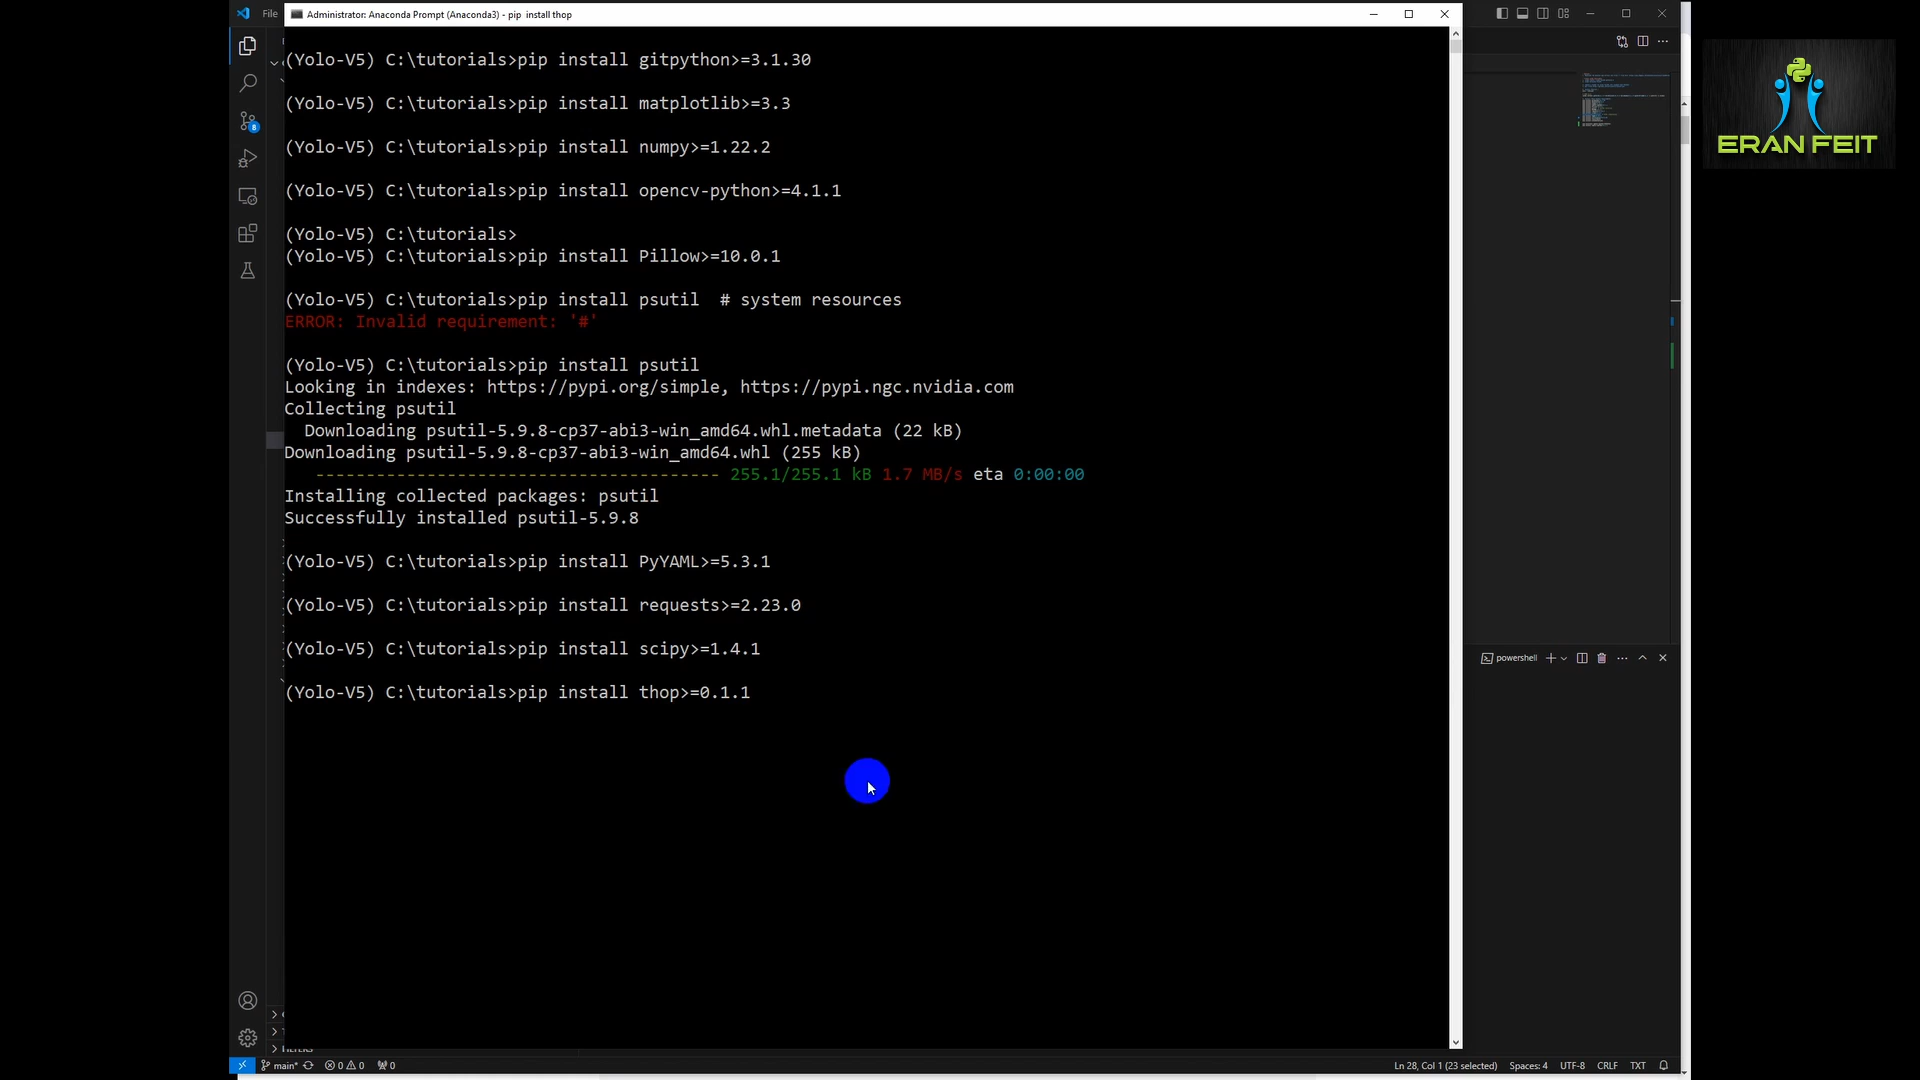 File
Administrator: Anaconda Prompt (Anaconda3) - pip install thop
(Yolo-V5) C:\tutorials>pip install gitpython>=3.1.30
(Yolo-V5) C:\tutorials>pip install matplotlib>=3.3
(Yolo-V5) C:\tutorials>pip install numpy>=1.22.2
(Yolo-V5) C:\tutorials>pip install opencv-python>=4.1.1
(Yolo-V5) C:\tutorials>
(Yolo-V5) C:\tutorials>pip install Pillow>=10.0.1
(Yolo-V5) C:\tutorials>pip install psutil  # system resources
ERROR: Invalid requirement: '#'
(Yolo-V5) C:\tutorials>pip install psutil
Looking in indexes: https://pypi.org/simple, https://pypi.ngc.nvidia.com
Collecting psutil
  Downloading psutil-5.9.8-cp37-abi3-win_amd64.whl.metadata (22 kB)
Downloading psutil-5.9.8-cp37-abi3-win_amd64.whl (255 kB)
---------------------------------------- 255.1/255.1 kB 1.7 MB/s eta 0:00:00
Installing collected packages: psutil
Successfully installed psutil-5.9.8
(Yolo-V5) C:\tutorials>pip install PyYAML>=5.3.1
(Yolo-V5) C:\tutorials>pip install requests>=2.23.0
(Yolo-V5) C:\tutorials>pip install scipy>=1.4.1
(Yolo-V5) C:\tutorials>pip install thop>=0.1.1
ERAN FEIT
powershell
8
main* 0 0 0
Ln 28, Col 1 (23 selected) Spaces: 4 UTF-8 CRLF TXT